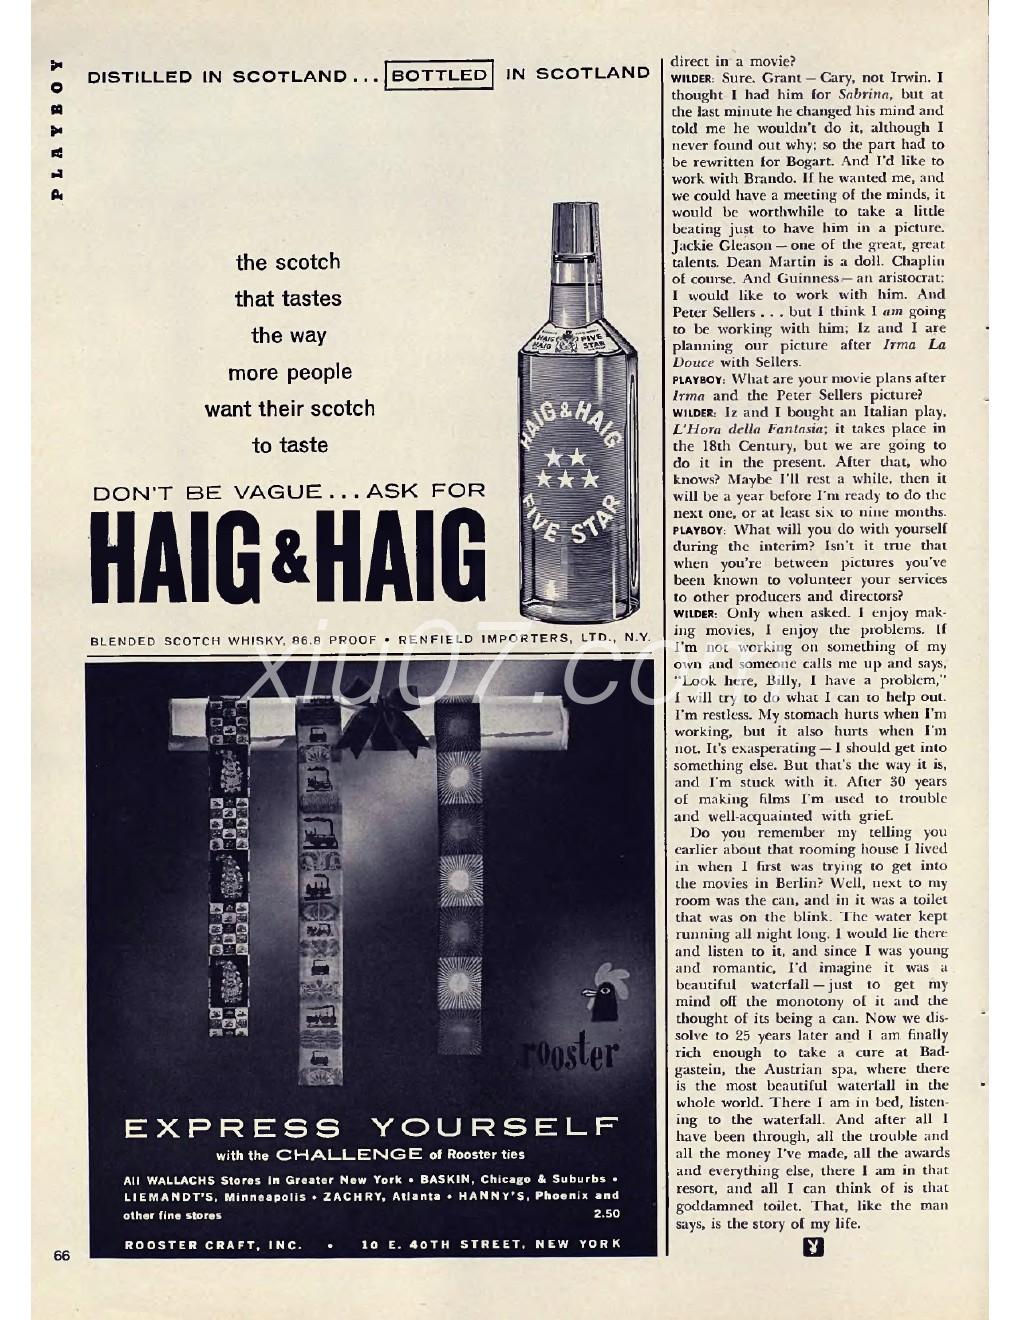 PLAYBOY
DISTILLED IN SCOTLAND... BOTTLED IN SCOTLAND
the scotch
that tastes
the way
more people
want their scotch
to taste
DON'T BE VAGUE...ASK FOR
HAIG & HAIG
HAIG & HAIG
FIVE STAR
HAIG & HAIG
FIVE STAR
BLENDED SCOTCH WHISKY, 86.8 PROOF • RENFIELD IMPORTERS, LTD., N.Y.
xiu07.com
rooster
EXPRESS YOURSELF
with the CHALLENGE of Rooster ties
All WALLACHS Stores in Greater New York • BASKIN, Chicago & Suburbs •
LIEMANDT'S, Minneapolis • ZACHRY, Atlanta • HANNY'S, Phoenix and
other fine stores 2.50
ROOSTER CRAFT, INC. • 10 E. 40TH STREET, NEW YORK
66
direct in a movie?
WILDER: Sure. Grant — Cary, not Irwin. I
thought I had him for Sabrina, but at
the last minute he changed his mind and
told me he wouldn't do it, although I
never found out why; so the part had to
be rewritten for Bogart. And I'd like to
work with Brando. If he wanted me, and
we could have a meeting of the minds, it
would be worthwhile to take a little
beating just to have him in a picture.
Jackie Gleason — one of the great, great
talents. Dean Martin is a doll. Chaplin
of course. And Guinness — an aristocrat;
I would like to work with him. And
Peter Sellers . . . but I think I am going
to be working with him; Iz and I are
planning our picture after Irma La
Douce with Sellers.
PLAYBOY: What are your movie plans after
Irma and the Peter Sellers picture?
WILDER: Iz and I bought an Italian play,
L'Hora della Fantasia; it takes place in
the 18th Century, but we are going to
do it in the present. After that, who
knows? Maybe I'll rest a while, then it
will be a year before I'm ready to do the
next one, or at least six to nine months.
PLAYBOY: What will you do with yourself
during the interim? Isn't it true that
when you're between pictures you've
been known to volunteer your services
to other producers and directors?
WILDER: Only when asked. I enjoy mak-
ing movies, I enjoy the problems. If
I'm not working on something of my
own and someone calls me up and says,
"Look here, Billy, I have a problem,"
I will try to do what I can to help out.
I'm restless. My stomach hurts when I'm
working, but it also hurts when I'm
not. It's exasperating — I should get into
something else. But that's the way it is,
and I'm stuck with it. After 30 years
of making films I'm used to trouble
and well-acquainted with grief.
Do you remember my telling you
earlier about that rooming house I lived
in when I first was trying to get into
the movies in Berlin? Well, next to my
room was the can, and in it was a toilet
that was on the blink. The water kept
running all night long. I would lie there
and listen to it, and since I was young
and romantic, I'd imagine it was a
beautiful waterfall — just to get my
mind off the monotony of it and the
thought of its being a can. Now we dis-
solve to 25 years later and I am finally
rich enough to take a cure at Bad-
gastein, the Austrian spa, where there
is the most beautiful waterfall in the
whole world. There I am in bed, listen-
ing to the waterfall. And after all I
have been through, all the trouble and
all the money I've made, all the awards
and everything else, there I am in that
resort, and all I can think of is that
goddamned toilet. That, like the man
says, is the story of my life.